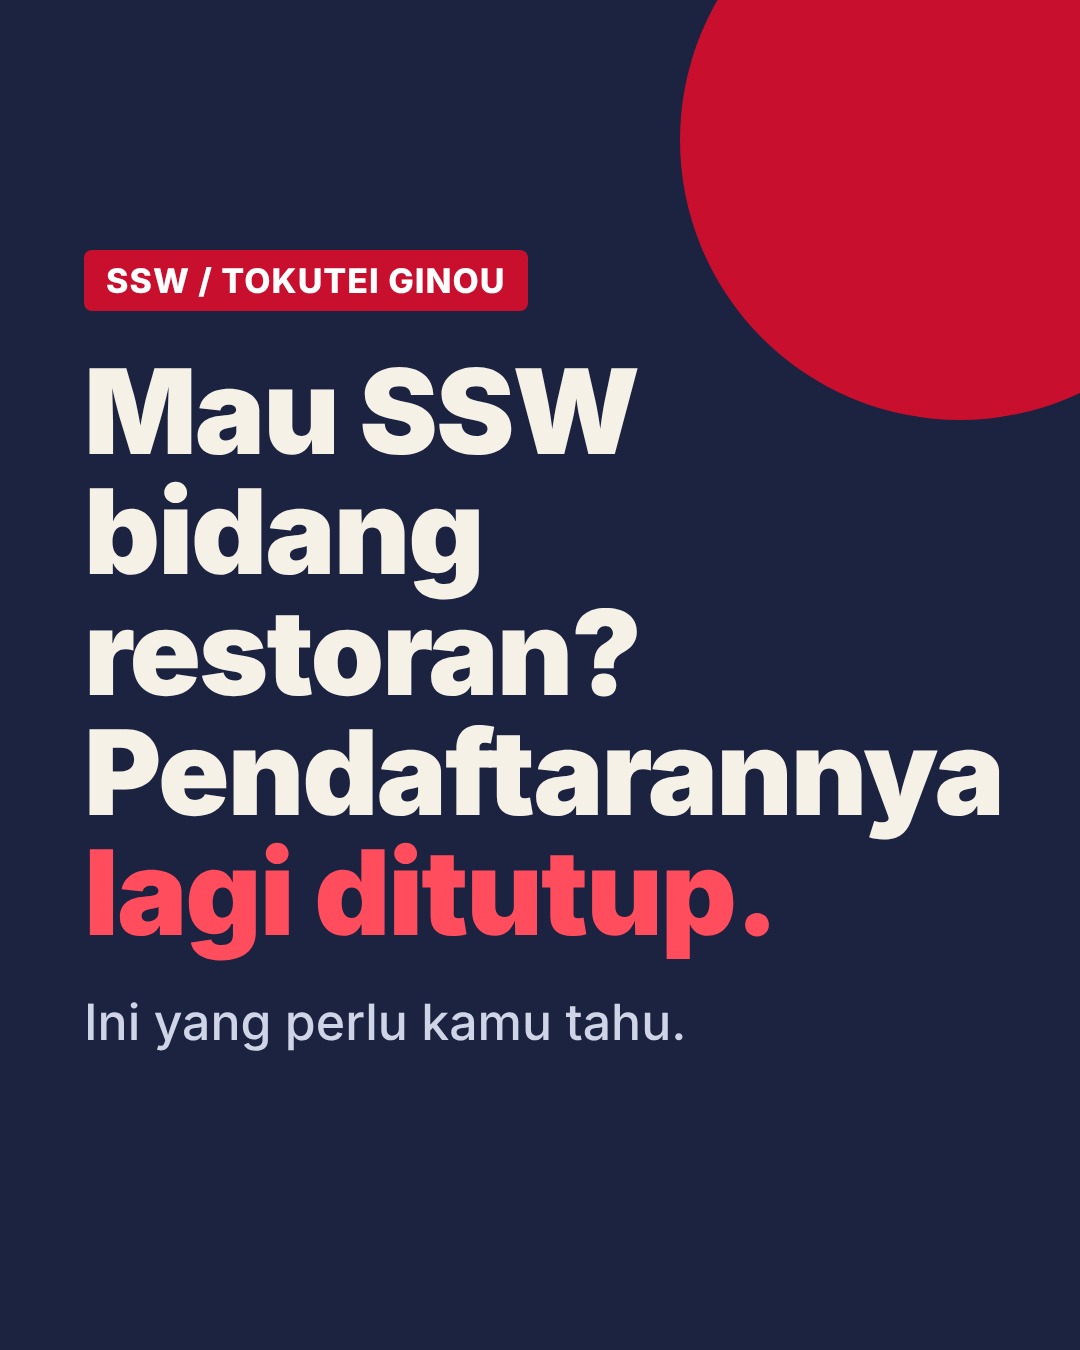 SSW / TOKUTEI GINOU
Mau SSW
bidang
restoran?
Pendaftarannya
lagi ditutup.
Ini yang perlu kamu tahu.